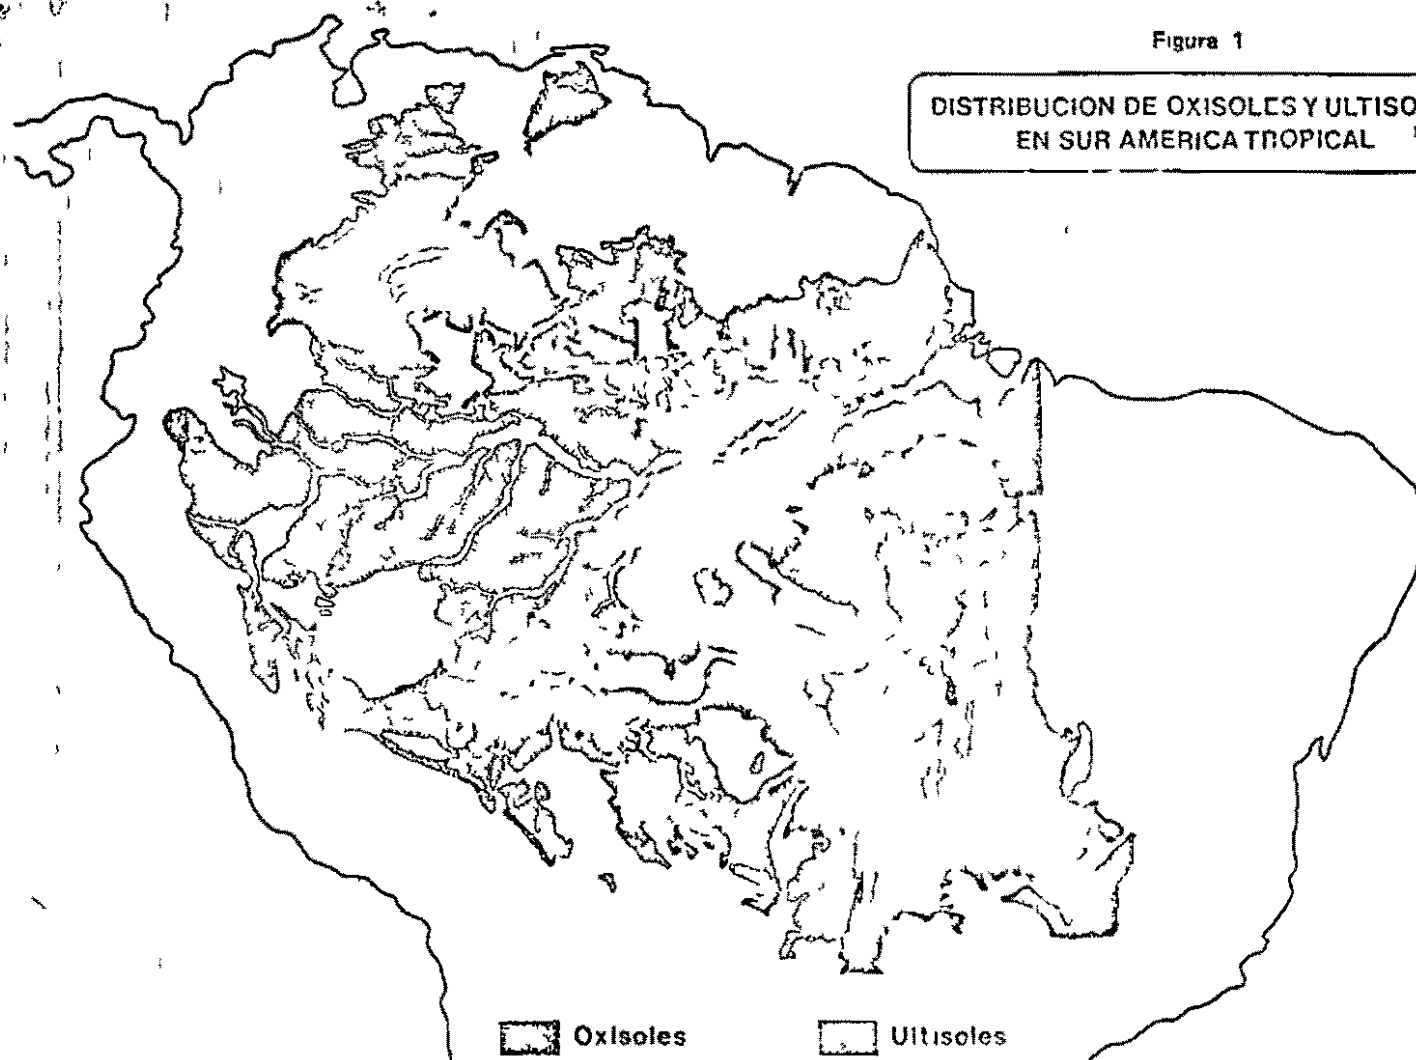 Figura 1
DISTRIBUCION DE OXISOLES Y ULTISO
EN SUR AMERICA TROPICAL
Oxisoles
Ultisoles